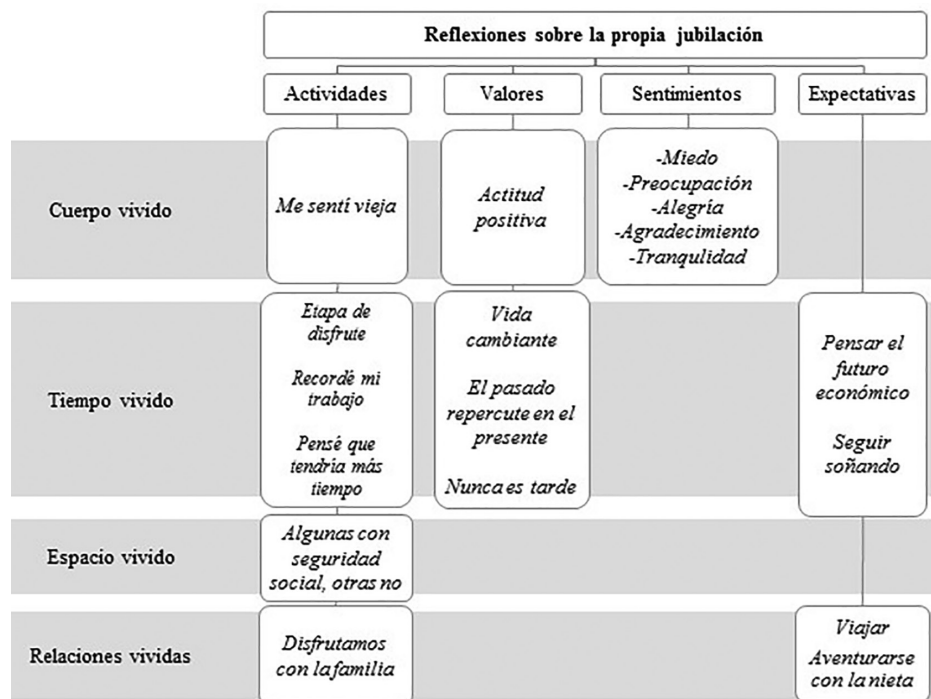 Reflexiones sobre la propia jubilación
Actividades
Valores
Sentimientos
Expectativas
Cuerpo vivido
Me sentí vieja
Actitud
positiva
-Miedo
-Preocupación
-Alegría
-Agradecimiento
-Tranqulidad
Tiempo vivido
Etapa de
disfrute
Recordé mi
trabajo
Pensé que
tendría más
tiempo
Vida
cambiante
El pasado
repercute en el
presente
Nunca es tarde
Pensar el
futuro
económico
Seguir
soñando
Espacio vivido
Algunas con
seguridad
social, otras no
Relaciones vividas
Disfrutamos
con la familia
Viajar
Aventurarse
con la nieta